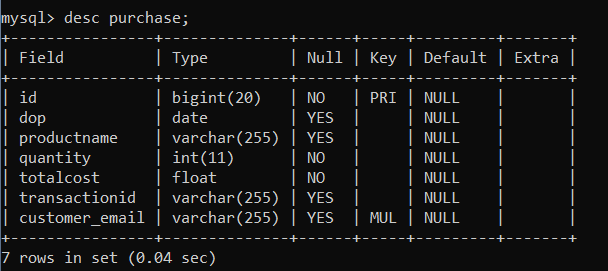 mysql> desc purchase;
+----------------+--------------+------+-----+---------+-------+
| Field          | Type         | Null | Key | Default | Extra |
+----------------+--------------+------+-----+---------+-------+
| id             | bigint(20)   | NO   | PRI | NULL    |       |
| dop            | date         | YES  |     | NULL    |       |
| productname    | varchar(255) | YES  |     | NULL    |       |
| quantity       | int(11)      | NO   |     | NULL    |       |
| totalcost      | float        | NO   |     | NULL    |       |
| transactionid  | varchar(255) | YES  |     | NULL    |       |
| customer_email | varchar(255) | YES  | MUL | NULL    |       |
+----------------+--------------+------+-----+---------+-------+
7 rows in set (0.04 sec)